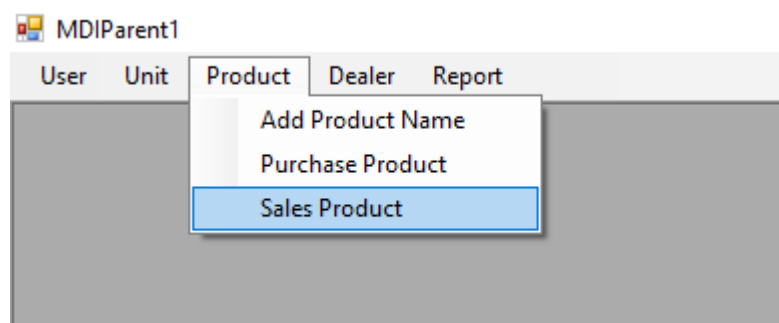 MDIParent1
User Unit Product Dealer Report
Add Product Name
Purchase Product
Sales Product